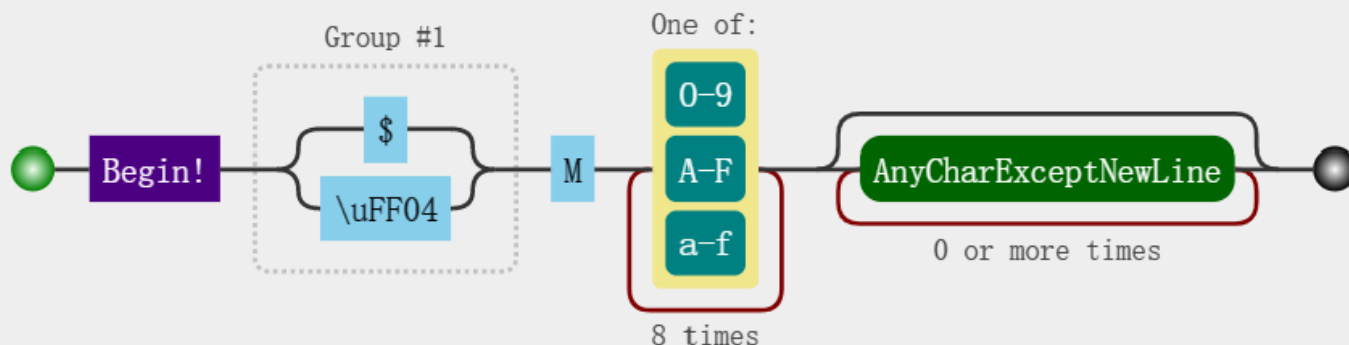 Group #1
One of:
$
0-9
Begin!
M
A-F
AnyCharExceptNewLine
\uFF04
a-f
0 or more times
8 times